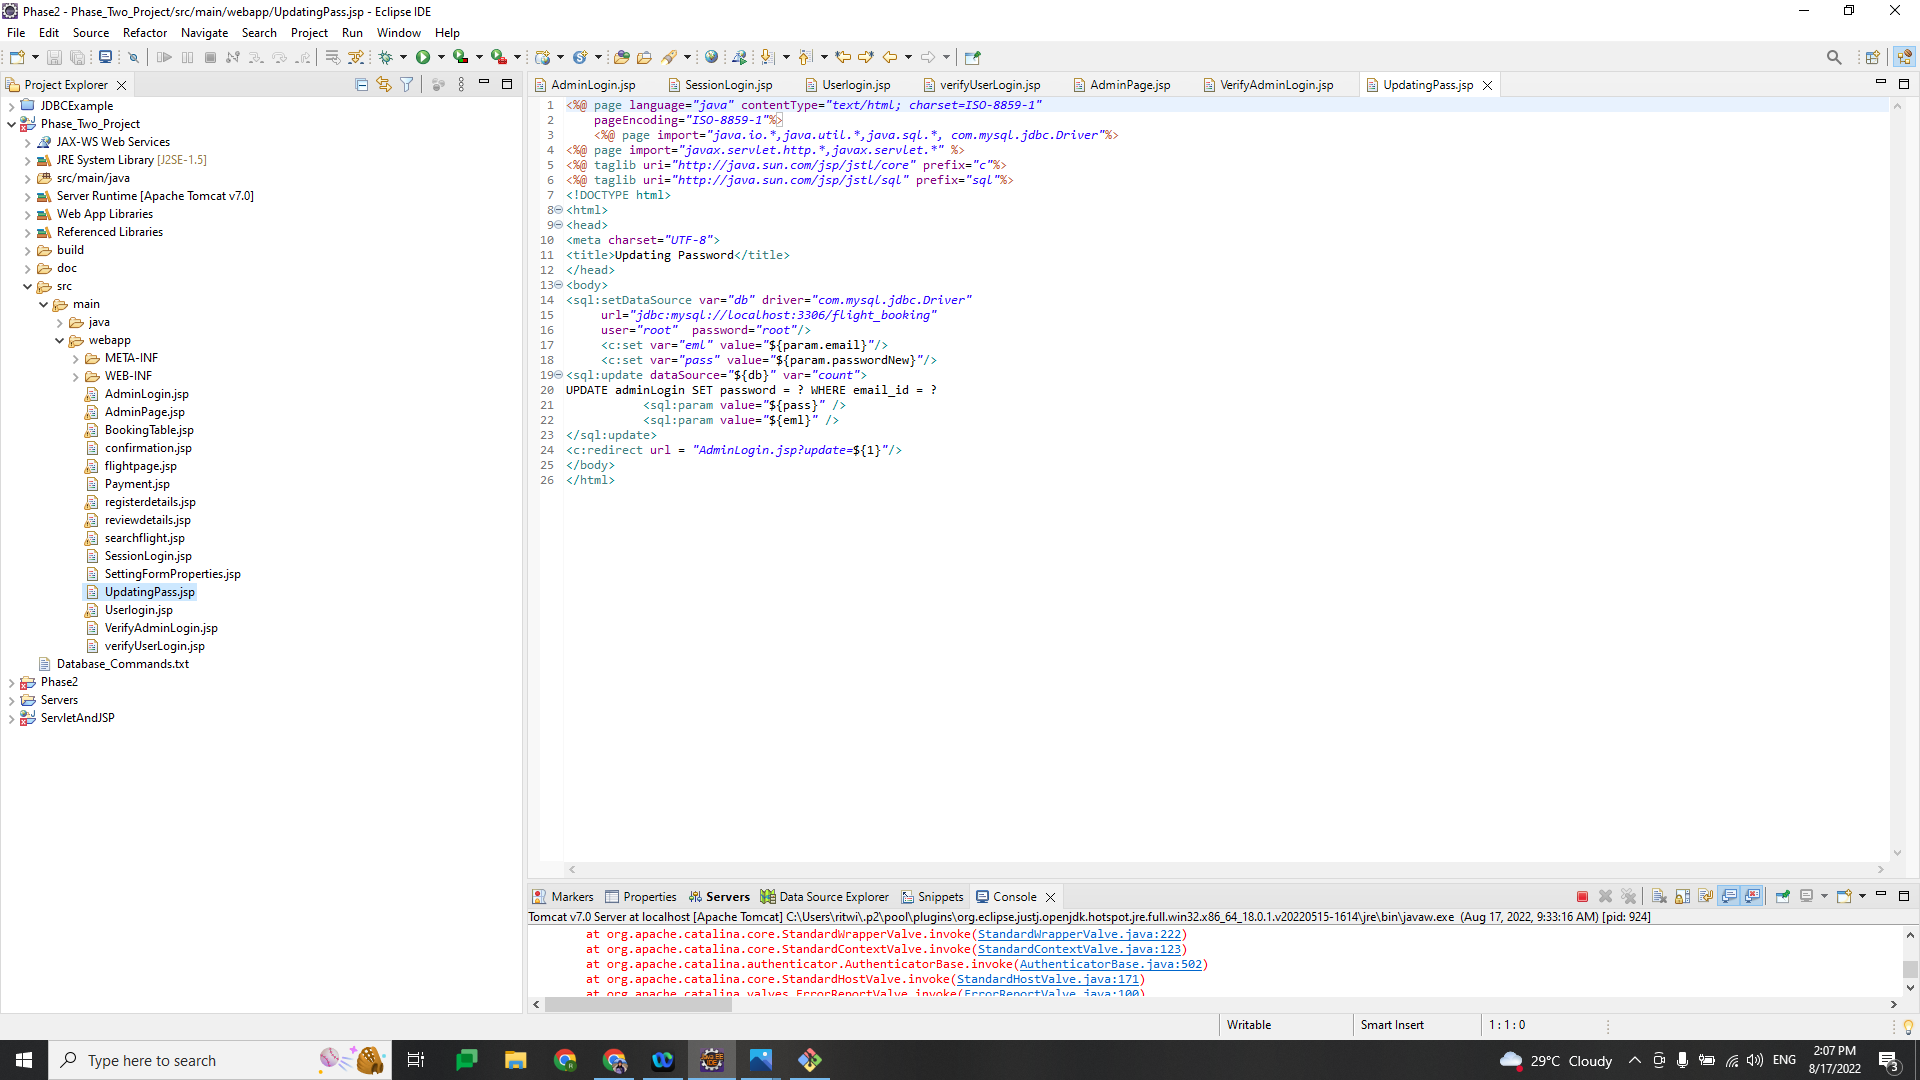 Phase2 - Phase_Two_Project/src/main/webapp/UpdatingPass.jsp - Eclipse IDE
File Edit Source Refactor Navigate Search Project Run Window Help
Project Explorer
JDBCExample
Phase_Two_Project
JAX-WS Web Services
JRE System Library [J2SE-1.5]
src/main/java
Server Runtime [Apache Tomcat v7.0]
Web App Libraries
Referenced Libraries
build
doc
src
main
java
webapp
META-INF
WEB-INF
AdminLogin.jsp
AdminPage.jsp
BookingTable.jsp
confirmation.jsp
flightpage.jsp
Payment.jsp
registerdetails.jsp
reviewdetails.jsp
searchflight.jsp
SessionLogin.jsp
SettingFormProperties.jsp
UpdatingPass.jsp
Userlogin.jsp
VerifyAdminLogin.jsp
verifyUserLogin.jsp
Database_Commands.txt
Phase2
Servers
ServletAndJSP
AdminLogin.jsp SessionLogin.jsp Userlogin.jsp verifyUserLogin.jsp AdminPage.jsp VerifyAdminLogin.jsp UpdatingPass.jsp
1 <%@ page language="java" contentType="text/html; charset=ISO-8859-1"
2 pageEncoding="ISO-8859-1"%>
3 <%@ page import="java.io.*,java.util.*,java.sql.*, com.mysql.jdbc.Driver"%>
4 <%@ page import="javax.servlet.http.*,javax.servlet.*" %>
5 <%@ taglib uri="http://java.sun.com/jsp/jstl/core" prefix="c"%>
6 <%@ taglib uri="http://java.sun.com/jsp/jstl/sql" prefix="sql"%>
7 <!DOCTYPE html>
8 <html>
9 <head>
10 <meta charset="UTF-8">
11 <title>Updating Password</title>
12 </head>
13 <body>
14 <sql:setDataSource var="db" driver="com.mysql.jdbc.Driver"
15 url="jdbc:mysql://localhost:3306/flight_booking"
16 user="root" password="root"/>
17 <c:set var="eml" value="${param.email}"/>
18 <c:set var="pass" value="${param.passwordNew}"/>
19 <sql:update dataSource="${db}" var="count">
20 UPDATE adminLogin SET password = ? WHERE email_id = ?
21 <sql:param value="${pass}" />
22 <sql:param value="${eml}" />
23 </sql:update>
24 <c:redirect url = "AdminLogin.jsp?update=${1}"/>
25 </body>
26 </html>
Markers Properties Servers Data Source Explorer Snippets Console
Tomcat v7.0 Server at localhost [Apache Tomcat] C:\Users\ritwi\.p2\pool\plugins\org.eclipse.justj.openjdk.hotspot.jre.full.win32.x86_64_18.0.1.v20220515-1614\jre\bin\javaw.exe (Aug 17, 2022, 9:33:16 AM) [pid: 924]
at org.apache.catalina.core.StandardWrapperValve.invoke(StandardWrapperValve.java:222)
at org.apache.catalina.core.StandardContextValve.invoke(StandardContextValve.java:123)
at org.apache.catalina.authenticator.AuthenticatorBase.invoke(AuthenticatorBase.java:502)
at org.apache.catalina.core.StandardHostValve.invoke(StandardHostValve.java:171)
at org.apache.catalina.valves.ErrorReportValve.invoke(ErrorReportValve.java:100)
Writable Smart Insert 1 : 1 : 0
Type here to search
29°C Cloudy
ENG
2:07 PM
8/17/2022
3